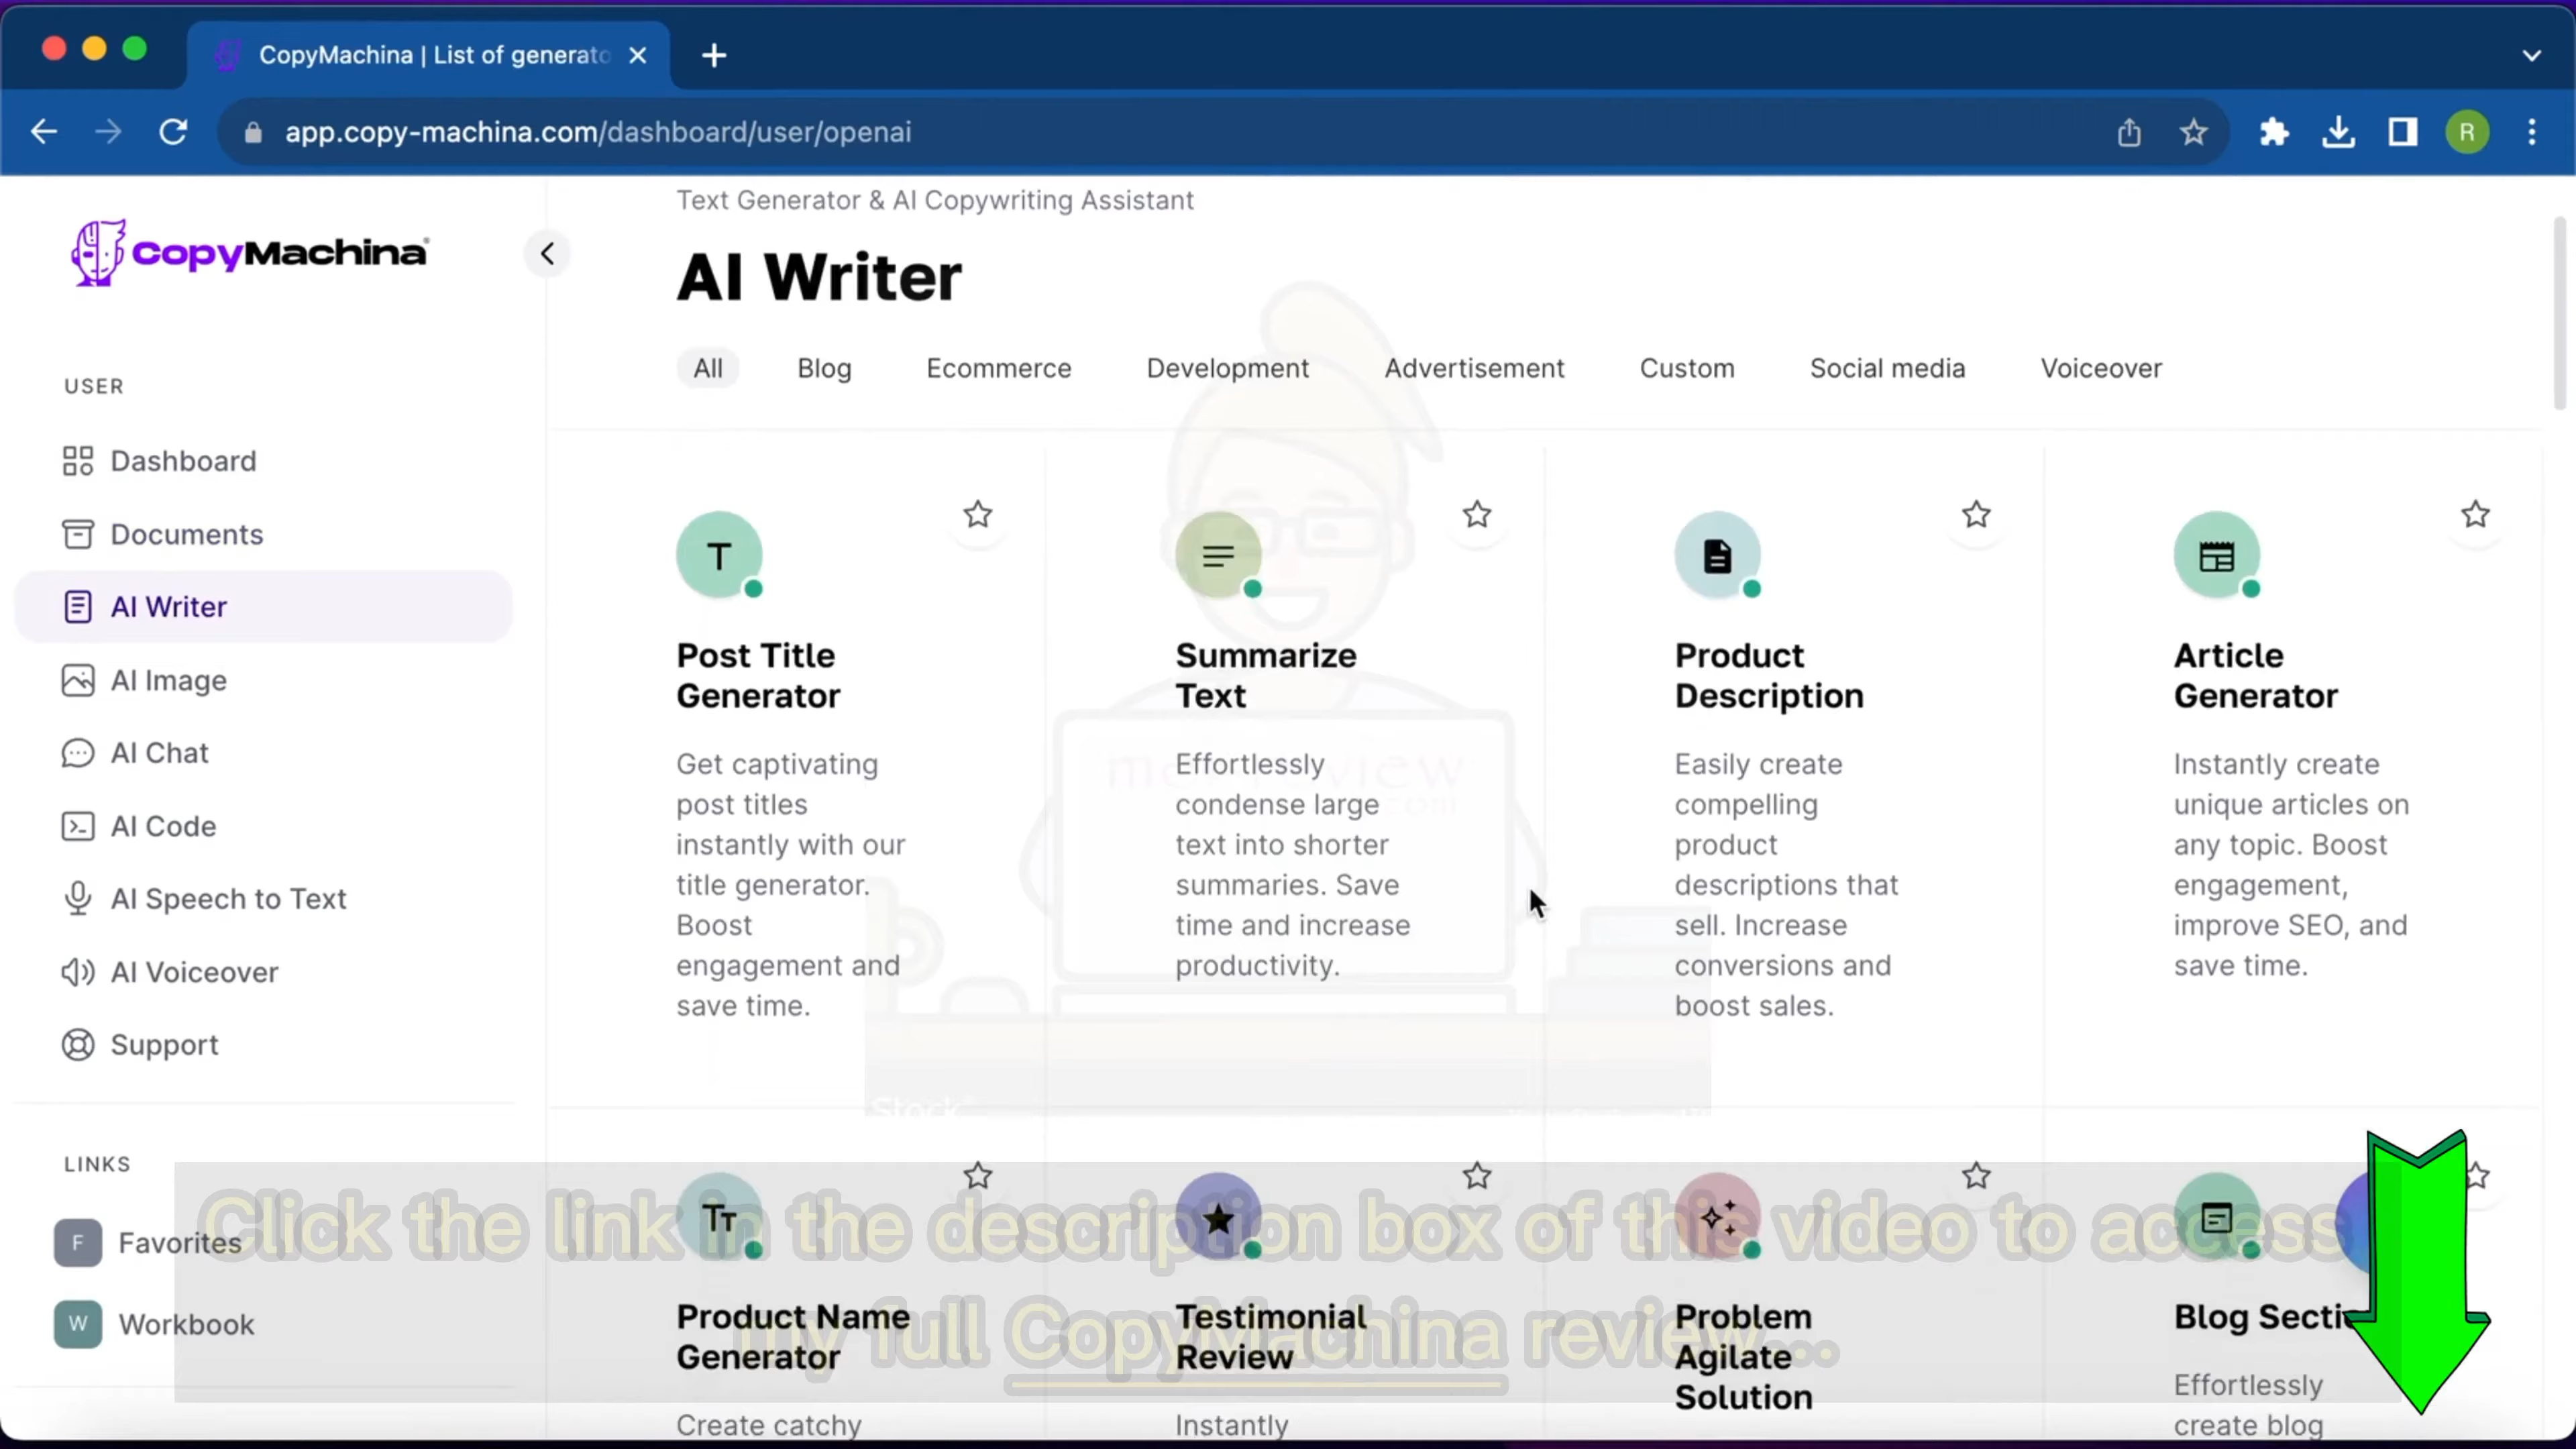 CopyMachina | List of generato
app.copy-machina.com/dashboard/user/openai
R
CopyMachina
USER
Dashboard
Documents
AI Writer
AI Image
AI Chat
AI Code
AI Speech to Text
AI Voiceover
Support
LINKS
F Favorites
W Workbook
Text Generator & AI Copywriting Assistant
AI Writer
All Blog Ecommerce Development Advertisement Custom Social media Voiceover
T
Post Title
Generator
Get captivating
post titles
instantly with our
title generator.
Boost
engagement and
save time.
Summarize
Text
Effortlessly
condense large
text into shorter
summaries. Save
time and increase
productivity.
Product
Description
Easily create
compelling
product
descriptions that
sell. Increase
conversions and
boost sales.
Article
Generator
Instantly create
unique articles on
any topic. Boost
engagement,
improve SEO, and
save time.
Stock
TT
Product Name
Generator
Create catchy
Testimonial
Review
Instantly
Problem
Agilate
Solution
Blog Secti
Effortlessly
create blog
Click the link in the description box of this video to access
my full CopyMachina review...